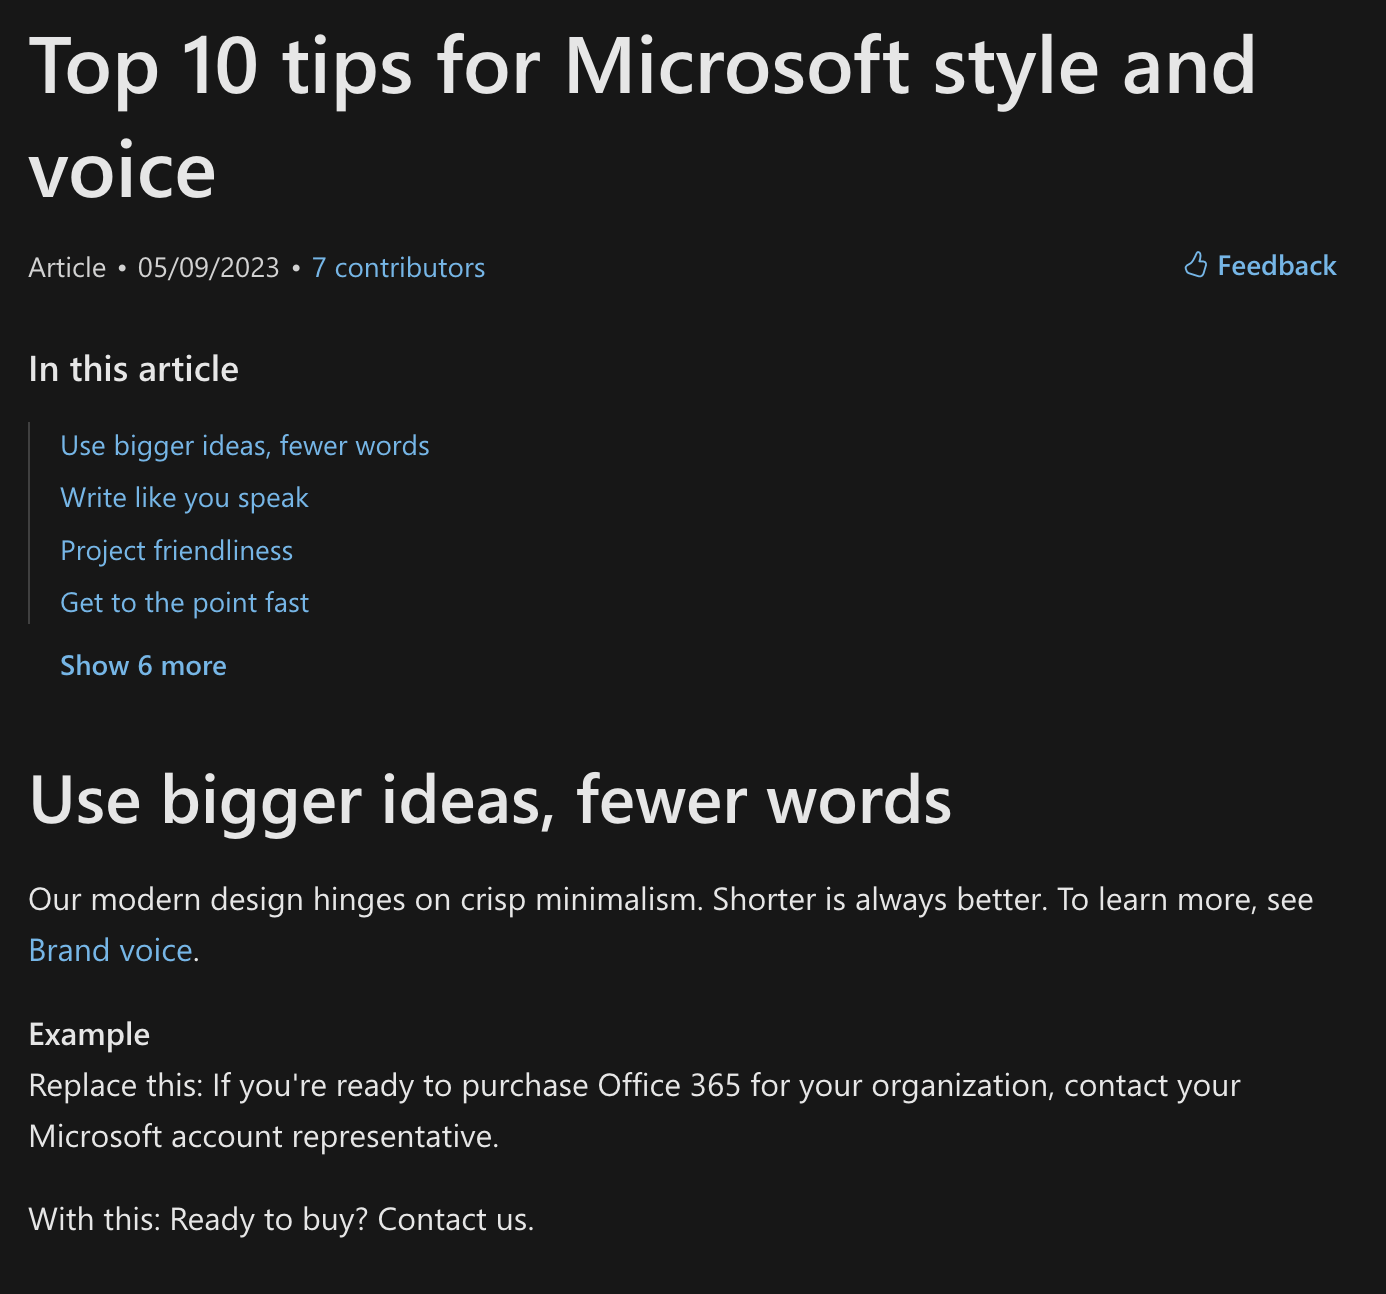 Top 10 tips for Microsoft style and
voice
Article • 05/09/2023 • 7 contributors
Feedback
In this article
Use bigger ideas, fewer words
Write like you speak
Project friendliness
Get to the point fast
Show 6 more
Use bigger ideas, fewer words
Our modern design hinges on crisp minimalism. Shorter is always better. To learn more, see
Brand voice.
Example
Replace this: If you're ready to purchase Office 365 for your organization, contact your
Microsoft account representative.
With this: Ready to buy? Contact us.